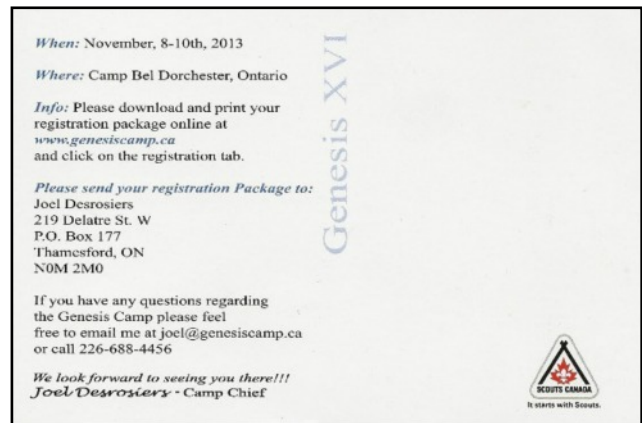 When: November, 8-10th, 2013
Where: Camp Bel Dorchester, Ontario
Info: Please download and print your
registration package online at
www.genesiscamp.ca
and click on the registration tab.
Please send your registration Package to:
Joel Desrosiers
219 Delatre St. W
P.O. Box 177
Thamesford, ON
N0M 2M0
If you have any questions regarding
the Genesis Camp please feel
free to email me at joel@genesiscamp.ca
or call 226-688-4456
We look forward to seeing you there!!!
Joel Desrosiers - Camp Chief
Genesis XVI
SCOUTS CANADA
It starts with Scouts.